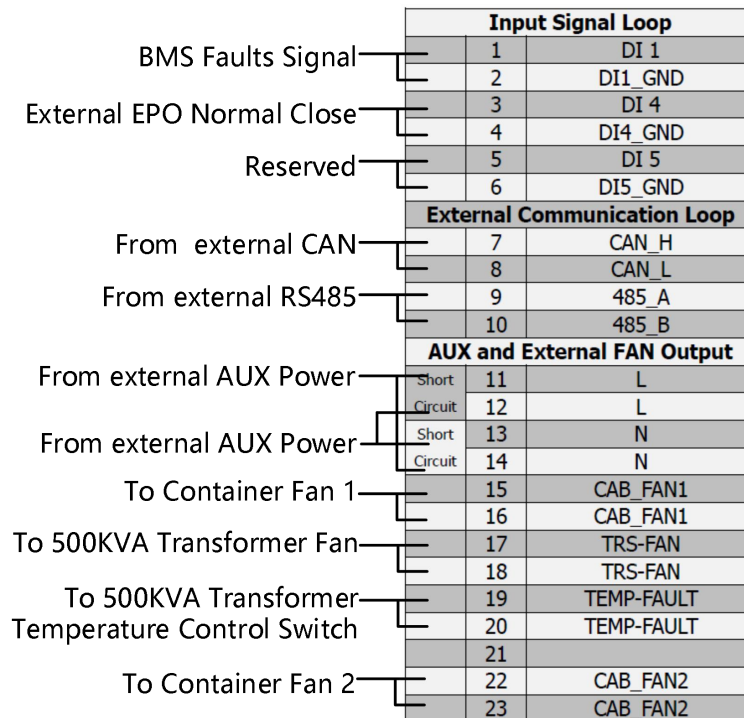 Input Signal Loop
BMS Faults Signal 1 DI 1
2 DI1_GND
External EPO Normal Close 3 DI 4
4 DI4_GND
Reserved 5 DI 5
6 DI5_GND
External Communication Loop
From external CAN 7 CAN_H
8 CAN_L
From external RS485 9 485_A
10 485_B
AUX and External FAN Output
From external AUX Power Short 11 L
Circuit 12 L
From external AUX Power Short 13 N
Circuit 14 N
To Container Fan 1 15 CAB_FAN1
16 CAB_FAN1
To 500KVA Transformer Fan 17 TRS-FAN
18 TRS-FAN
To 500KVA Transformer 19 TEMP-FAULT
Temperature Control Switch 20 TEMP-FAULT
21
To Container Fan 2 22 CAB_FAN2
23 CAB_FAN2